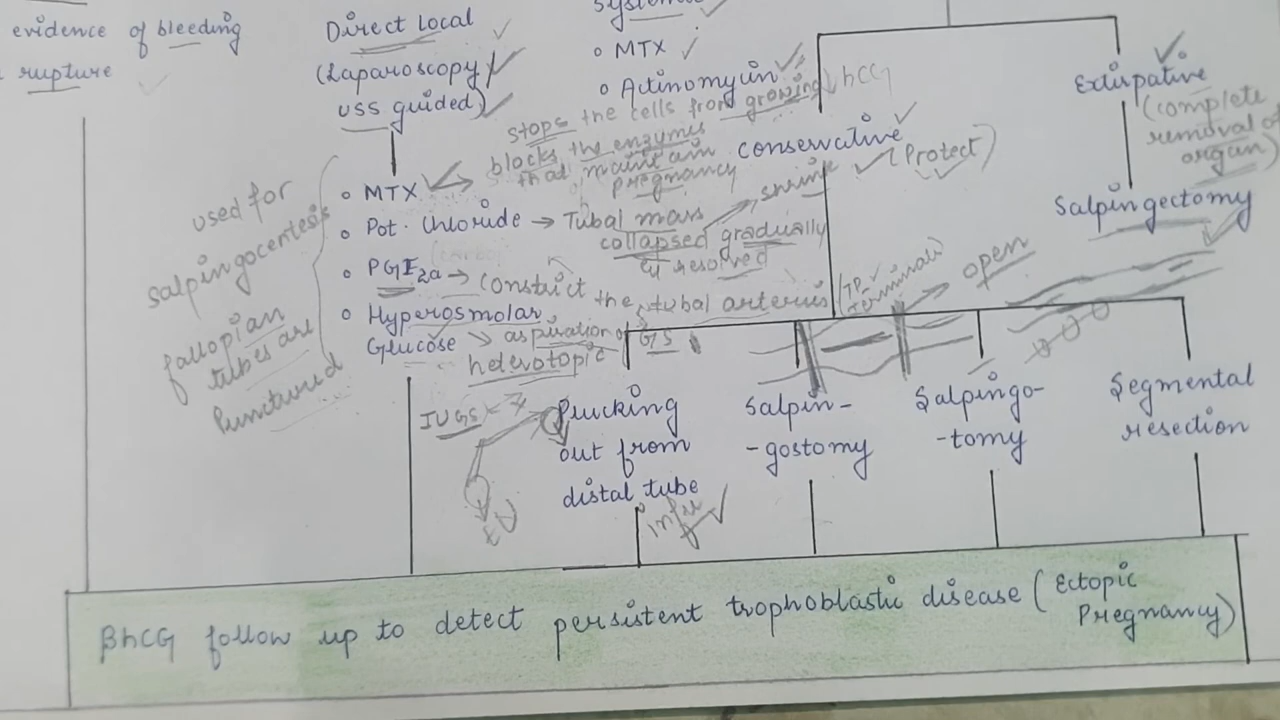 evidence of bleeding
rupture
Direct Local
(Laparoscopy
USS guided)
Systemic
o MTX
o Actinomycin
hCG
stops the cells from growing
blocks the enzymes
that maintain
pregnancy
o MTX
o Pot. Chloride → Tubal mass
collapsed gradually
shrink
resolved
o PGF2α → Constrict the tubal arteries
o Hyperosmolar
Glucose → aspiration of GS
heterotopic
used for
salpingocentesis
fallopian
tubes are
punctured
conservative
(Protect)
Extirpative
(complete
removal of
organ)
Salpingectomy
open
IUGS
Plucking
out from
distal tube
Salpin-
-gostomy
Salpingo-
-tomy
Segmental
resection
βhCG follow up to detect persistent trophoblastic disease (Ectopic
Pregnancy)